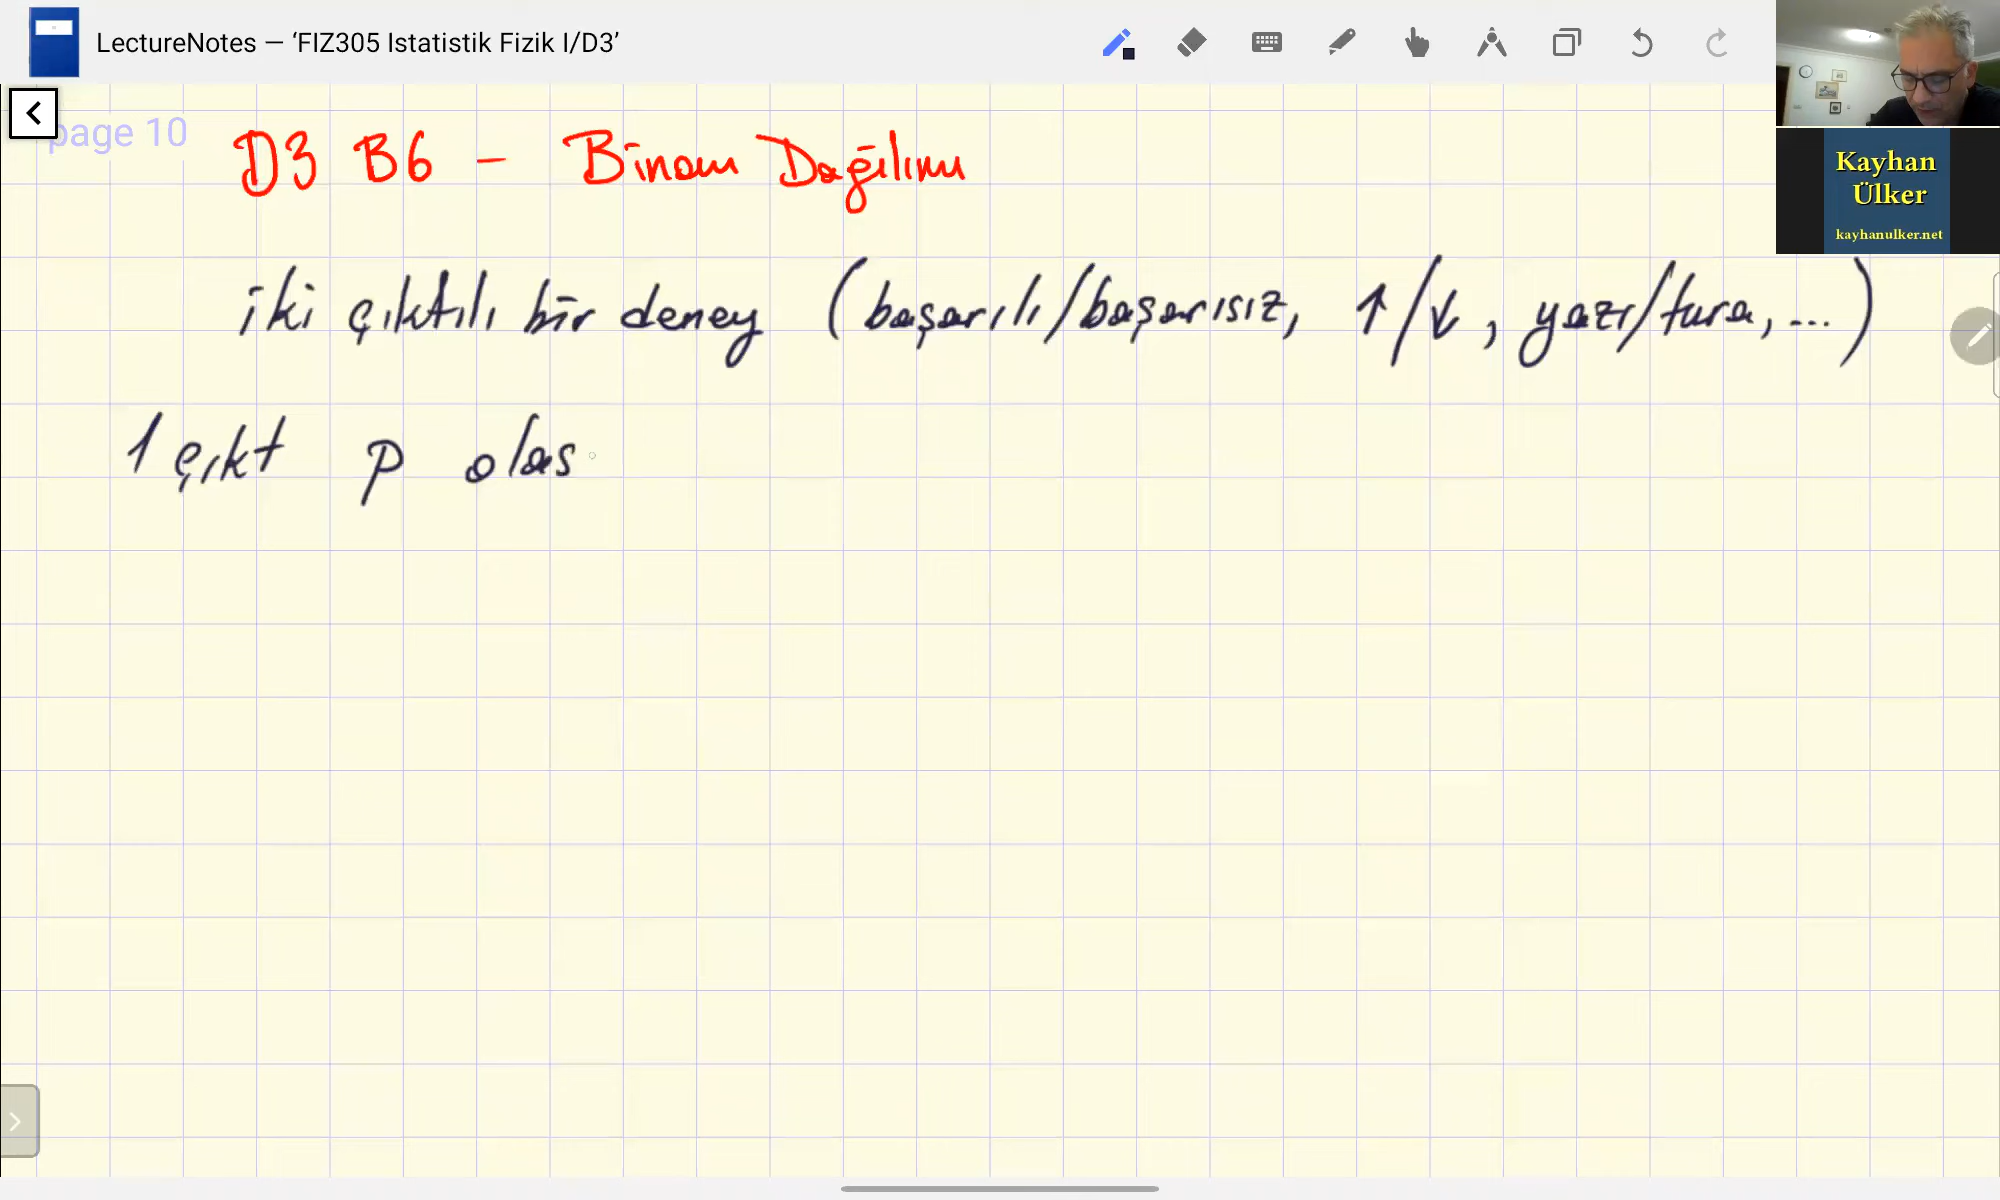 LectureNotes — ‘FIZ305 Istatistik Fizik I/D3’
page 10
D3 B6 - Binom Dağılımı
iki çıktılı bir deney (başarılı/başarısız, ↑/↓, yazı/tura, ...)
1 çıkt p olas
Kayhan
Ülker
kayhanulker.net